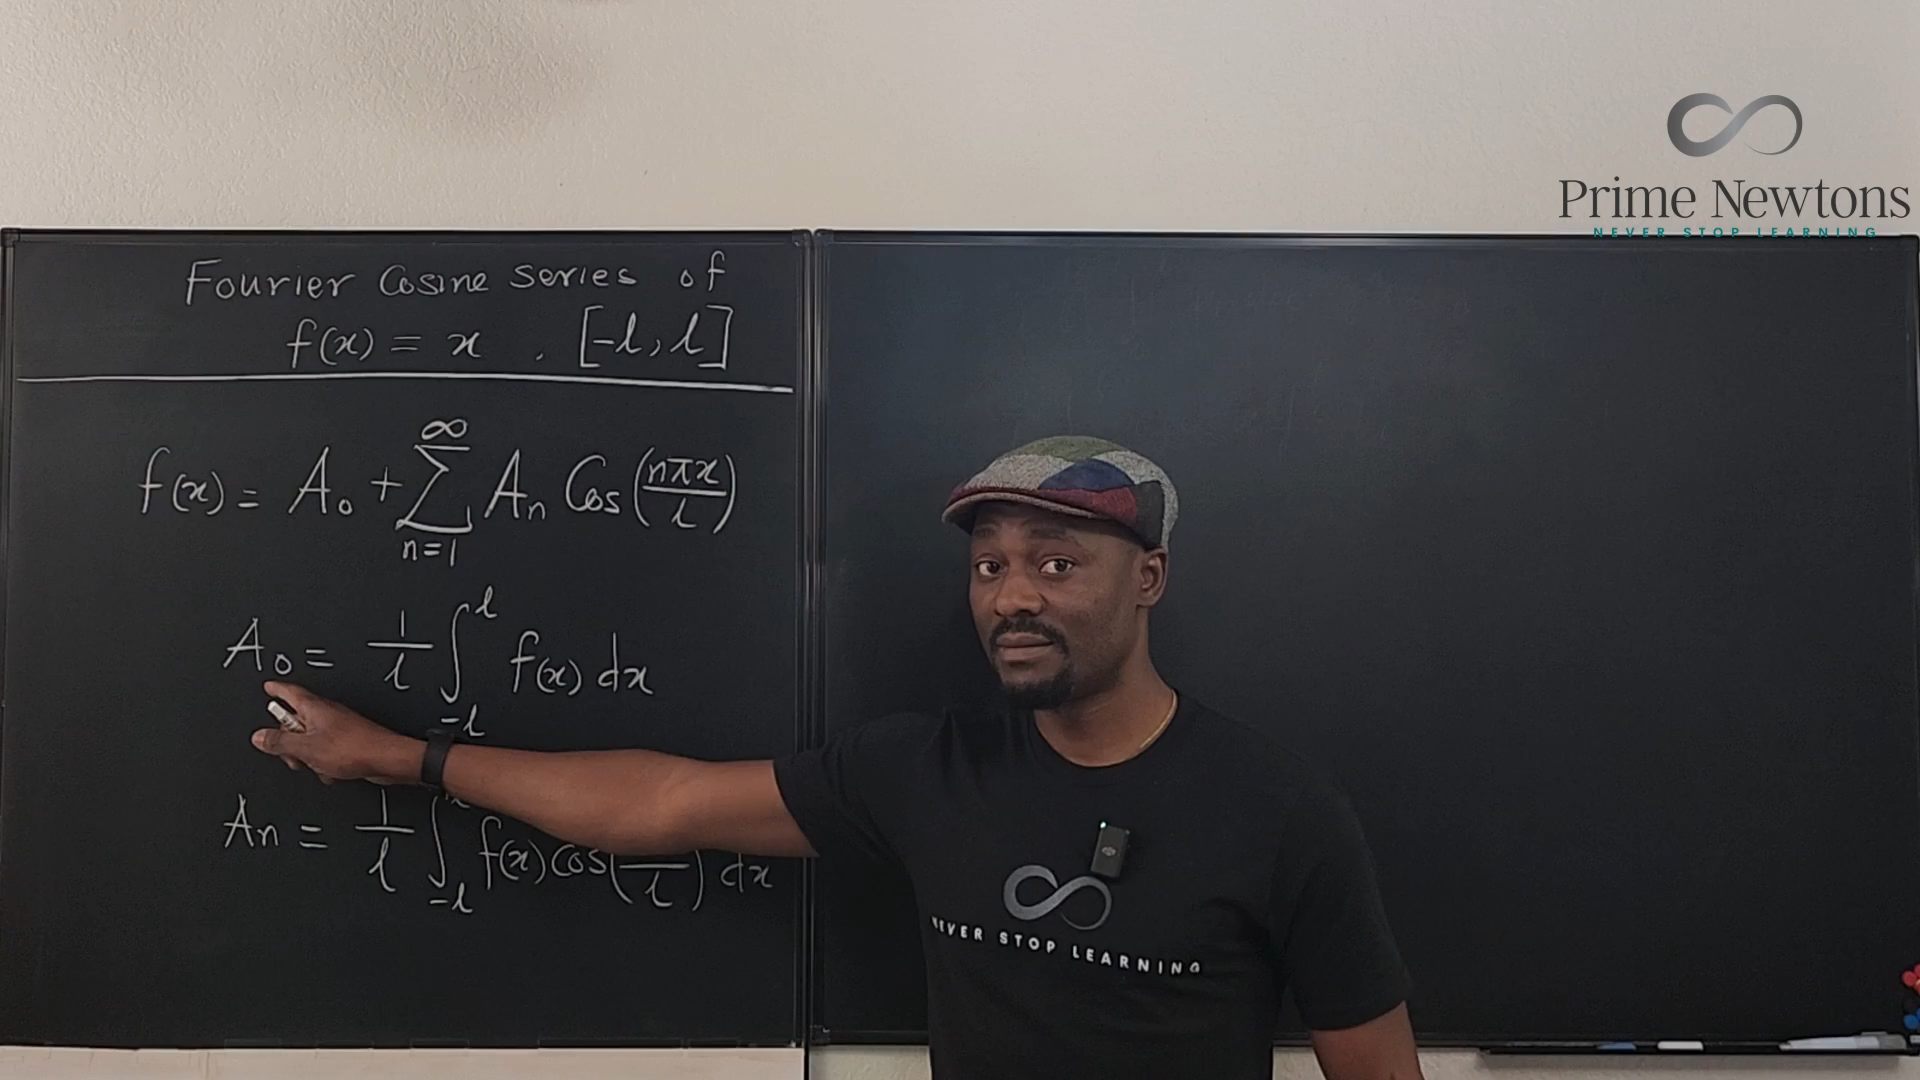 Prime Newtons
NEVER STOP LEARNING
Fourier Cosine Series of
f(x) = x , [-l, l]
f(x) = A₀ + ∑_{n=1}^{∞} Aₙ Cos(nπx/l)
A₀ = 1/l ∫_{-l}^{l} f(x) dx
Aₙ = 1/l ∫_{-l} f(x) cos( /l) dx
NEVER STOP LEARNING